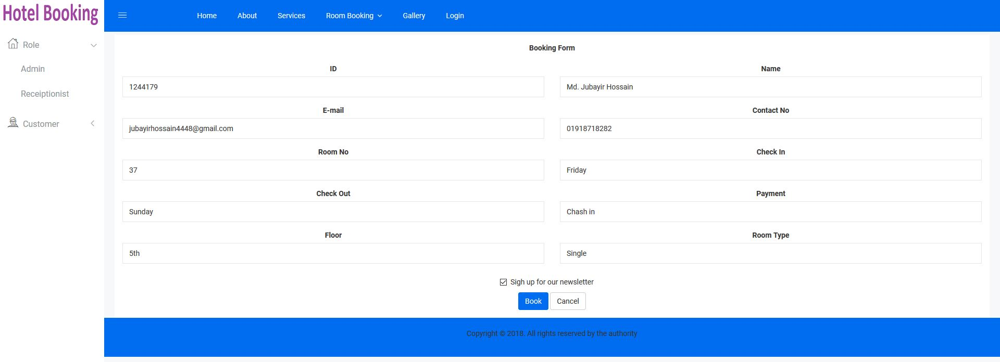 Hotel Booking
Home About Services Room Booking Gallery Login
Role
Admin
Receiptionist
Customer
Booking Form
ID Name
1244179 Md. Jubayir Hossain
E-mail Contact No
jubayirhossain4448@gmail.com 01918718282
Room No Check In
37 Friday
Check Out Payment
Sunday Chash in
Floor Room Type
5th Single
Sigh up for our newsletter
Book Cancel
Copyright © 2018. All rights reserved by the authority